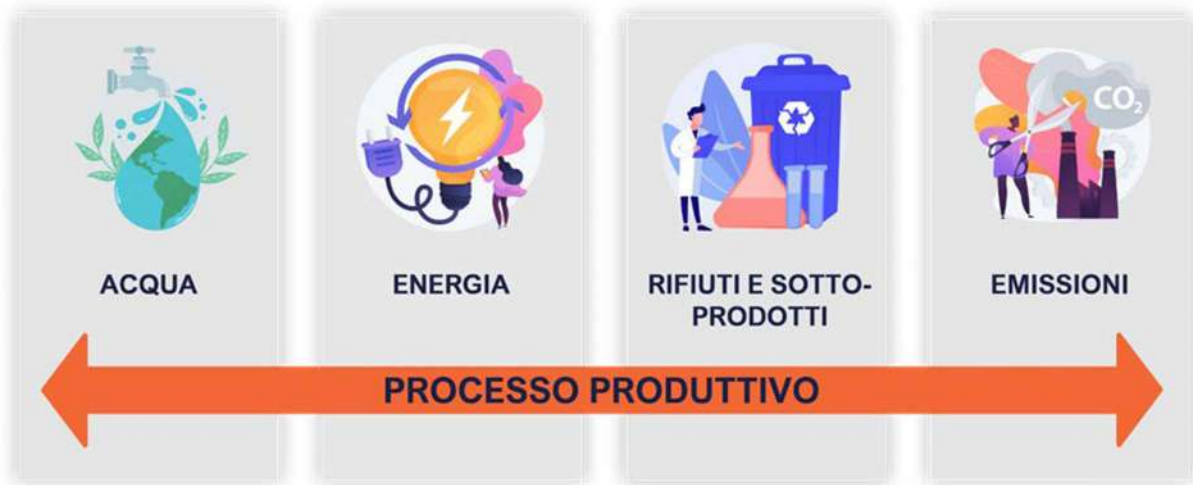 CO₂
ACQUA
ENERGIA
RIFIUTI E SOTTO-
PRODOTTI
EMISSIONI
PROCESSO PRODUTTIVO